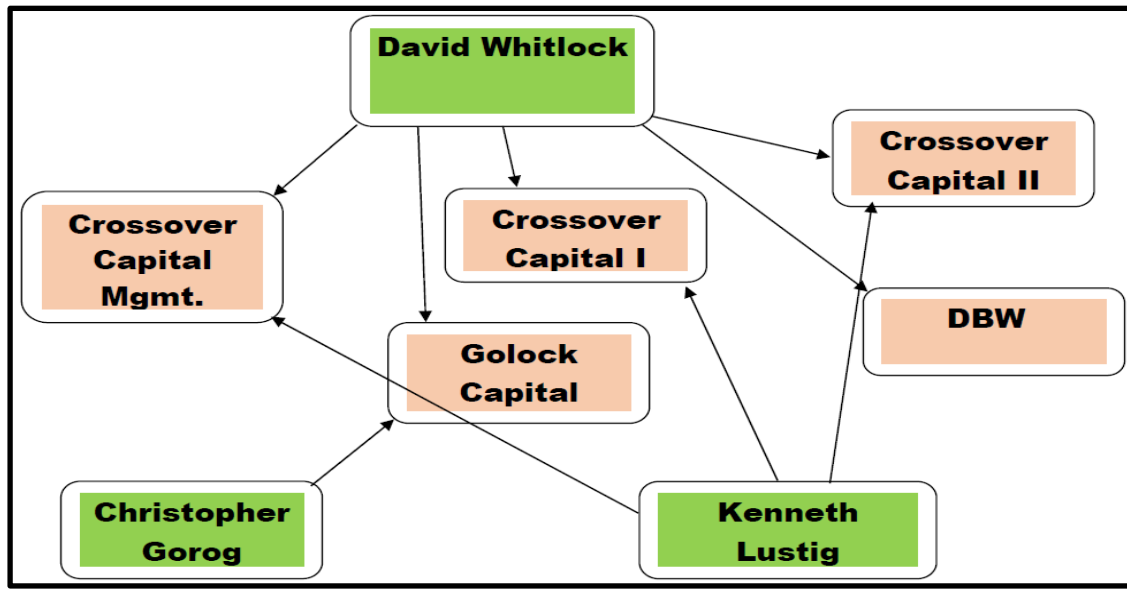 David Whitlock
Crossover
Capital II
Crossover
Capital
Mgmt.
Crossover
Capital I
DBW
Golock
Capital
Christopher
Gorog
Kenneth
Lustig